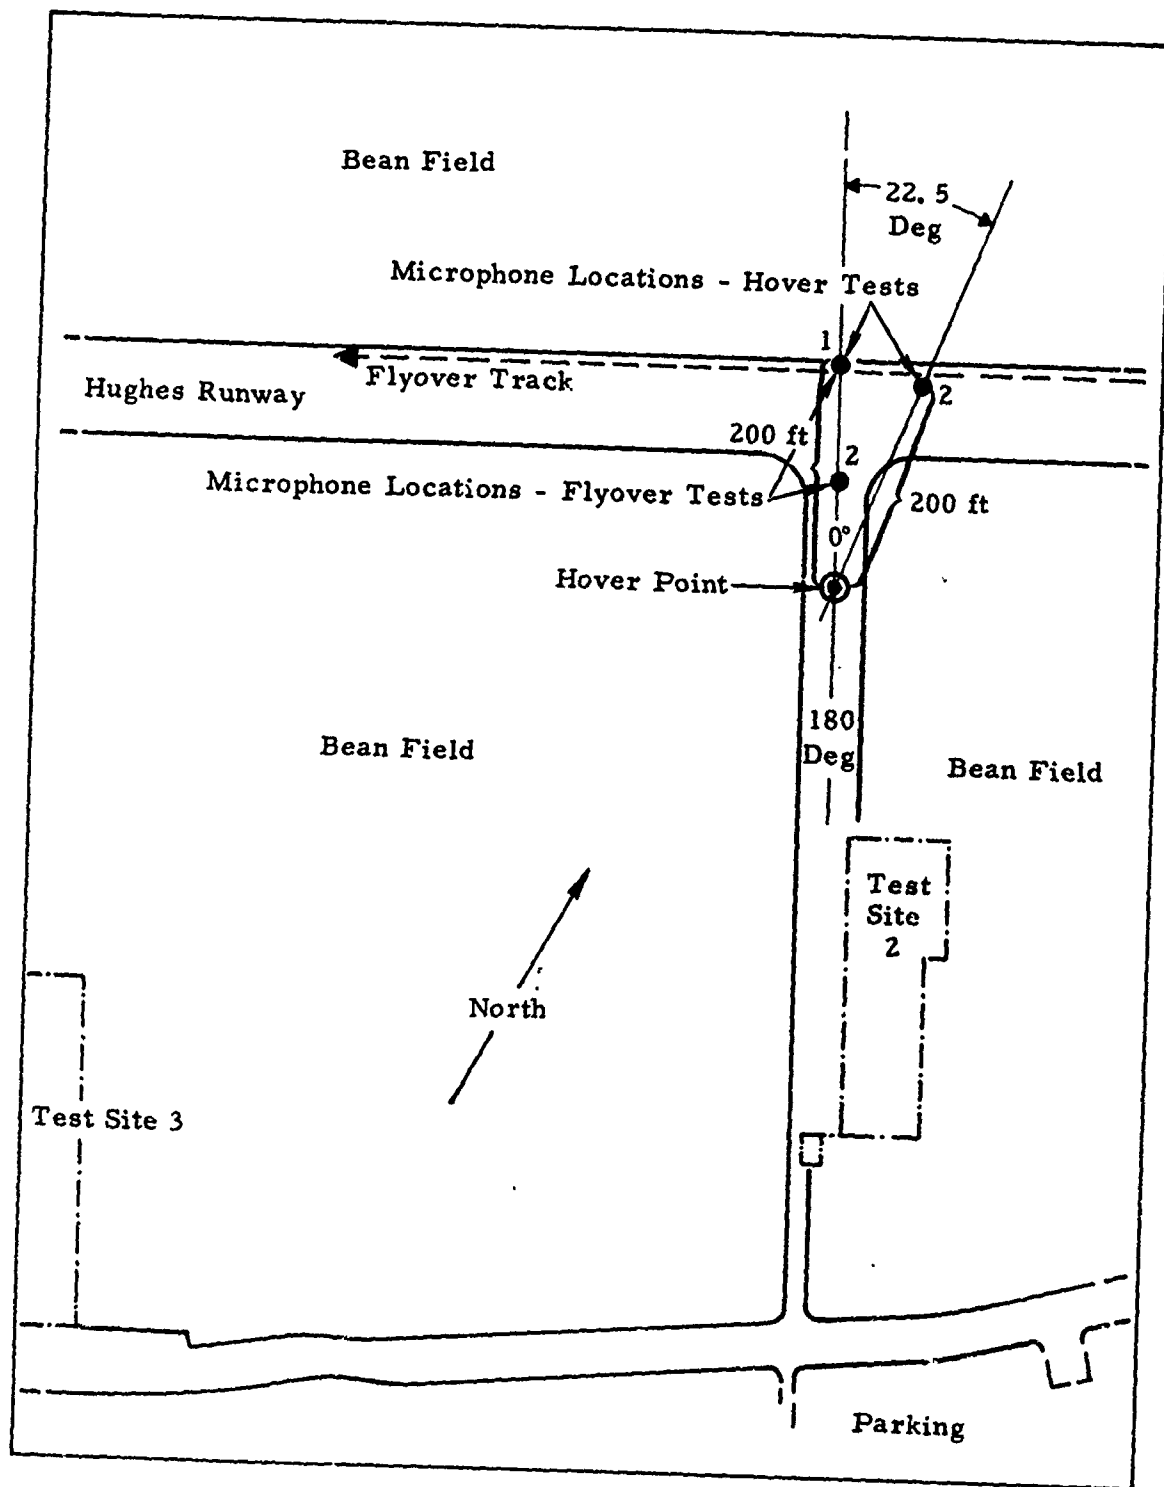 Bean Field
22. 5
Deg
Microphone Locations - Hover Tests
1
Flyover Track
Hughes Runway
2
200 ft
2
Microphone Locations - Flyover Tests
200 ft
0°
Hover Point
180
Deg
Bean Field
Bean Field
Test
Site
2
North
Test Site 3
Parking